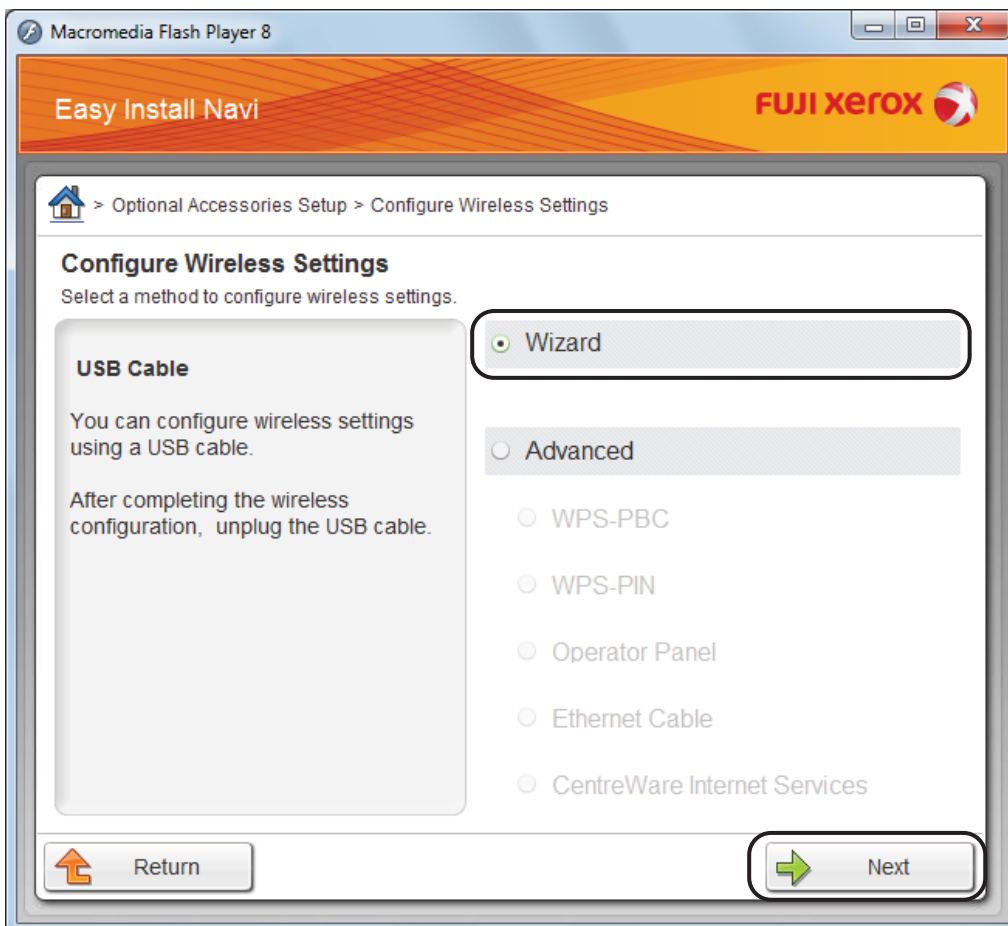 Macromedia Flash Player 8
Easy Install Navi
FUJI xerox
> Optional Accessories Setup > Configure Wireless Settings
Configure Wireless Settings
Select a method to configure wireless settings.
USB Cable
You can configure wireless settings
using a USB cable.
After completing the wireless
configuration, unplug the USB cable.
Wizard
Advanced
WPS-PBC
WPS-PIN
Operator Panel
Ethernet Cable
CentreWare Internet Services
Return
Next